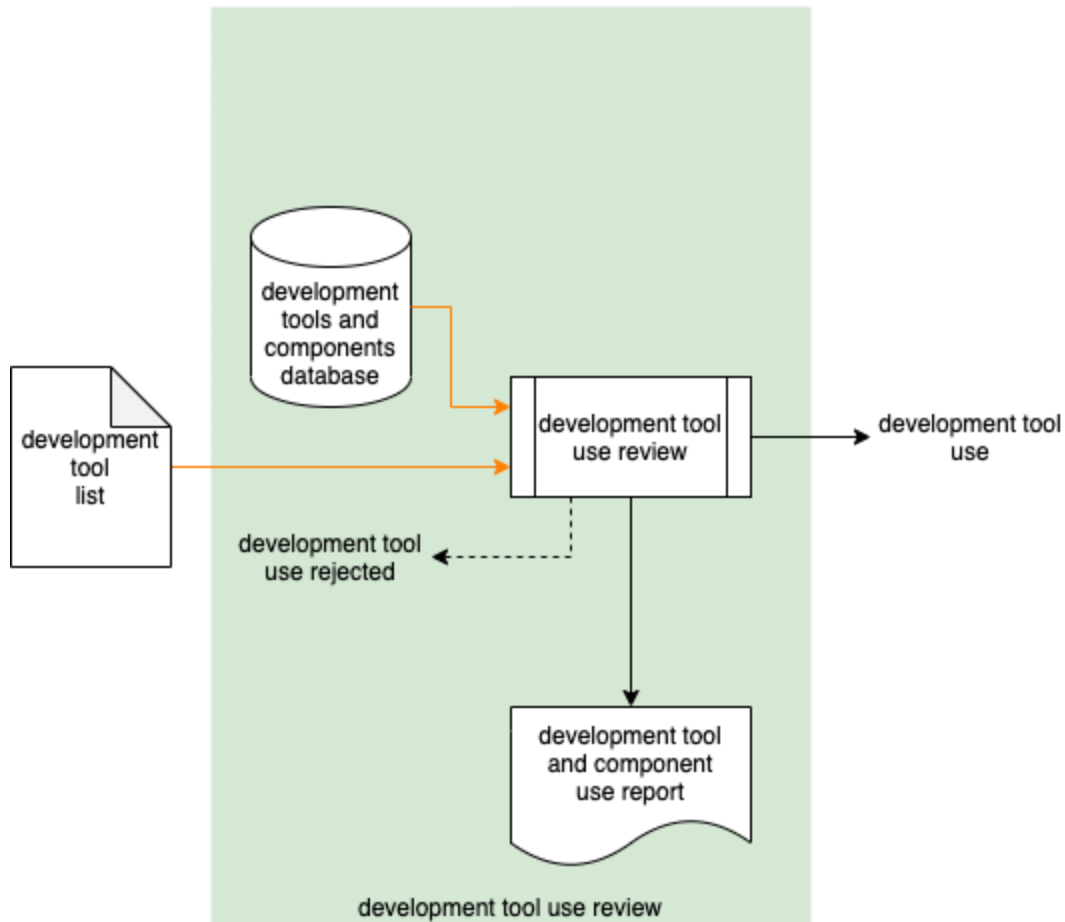 development
tools and
components
database
development
tool
list
development tool
use review
development tool
use
development tool
use rejected
development tool
and component
use report
development tool use review